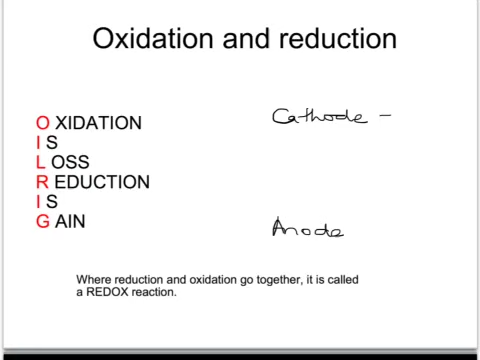 Oxidation and reduction
O XIDATION
I S
L OSS
R EDUCTION
I S
G AIN
Cathode -
Anode
Where reduction and oxidation go together, it is called
a REDOX reaction.